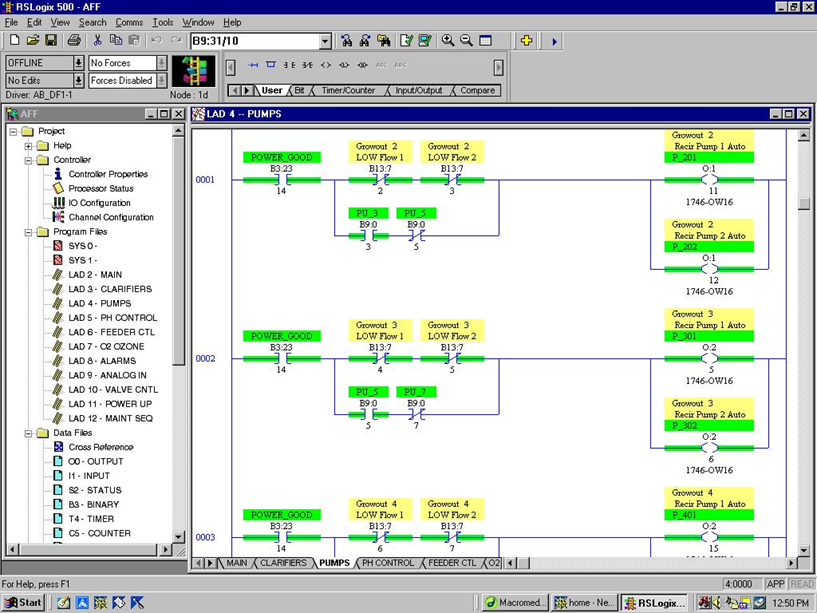 RSLogix 500 - AFF
File Edit View Search Comms Tools Window Help
B9:31/10
OFFLINE No Forces
No Edits Forces Disabled
Driver: AB_DF1-1 Node : 1d
User Bit Timer/Counter Input/Output Compare
AFF
Project
Help
Controller
Controller Properties
Processor Status
IO Configuration
Channel Configuration
Program Files
SYS 0 -
SYS 1 -
LAD 2 - MAIN
LAD 3 - CLARIFIERS
LAD 4 - PUMPS
LAD 5 - PH CONTROL
LAD 6 - FEEDER CTL
LAD 7 - O2 OZONE
LAD 8 - ALARMS
LAD 9 - ANALOG IN
LAD 10 - VALVE CNTL
LAD 11 - POWER UP
LAD 12 - MAINT SEQ
Data Files
Cross Reference
O0 - OUTPUT
I1 - INPUT
S2 - STATUS
B3 - BINARY
T4 - TIMER
C5 - COUNTER
LAD 4 -- PUMPS
0001
POWER_GOOD
B3:23
14
Growout 2
LOW Flow 1
B13:7
2
Growout 2
LOW Flow 2
B13:7
3
PU_3
B9:0
3
PU_5
B9:0
5
Growout 2
Recir Pump 1 Auto
P_201
O:1
11
1746-OW16
Growout 2
Recir Pump 2 Auto
P_202
O:1
12
1746-OW16
0002
POWER_GOOD
B3:23
14
Growout 3
LOW Flow 1
B13:7
4
Growout 3
LOW Flow 2
B13:7
5
PU_5
B9:0
5
PU_7
B9:0
7
Growout 3
Recir Pump 1 Auto
P_301
O:2
5
1746-OW16
Growout 3
Recir Pump 2 Auto
P_302
O:2
6
1746-OW16
0003
POWER_GOOD
B3:23
14
Growout 4
LOW Flow 1
B13:7
6
Growout 4
LOW Flow 2
B13:7
7
Growout 4
Recir Pump 1 Auto
P_401
O:2
15
MAIN CLARIFIERS PUMPS PH CONTROL FEEDER CTL O2
For Help, press F1 4:0000 APP READ
Start Macromed... home - Ne... RSLogix... 12:50 PM